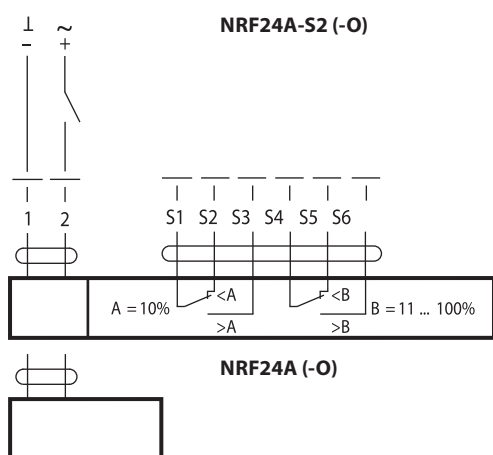 NRF24A-S2 (-O)
⊥ ~
- +
1 2 S1 S2 S3 S4 S5 S6
A = 10% <A <B B = 11 ... 100%
>A >B
NRF24A (-O)